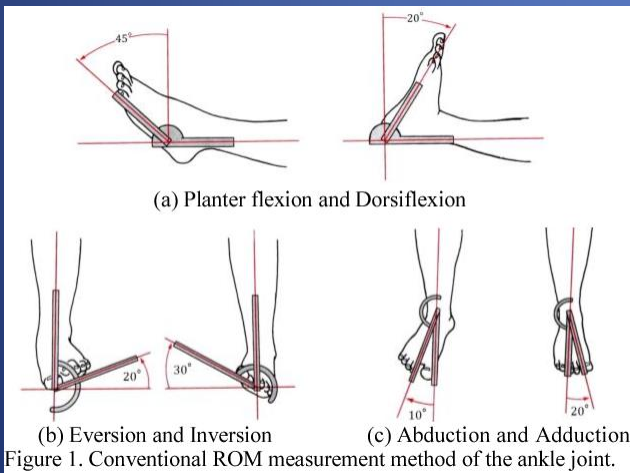 45°
20°
(a) Planter flexion and Dorsiflexion
20°
30°
10°
20°
(b) Eversion and Inversion
(c) Abduction and Adduction
Figure 1. Conventional ROM measurement method of the ankle joint.